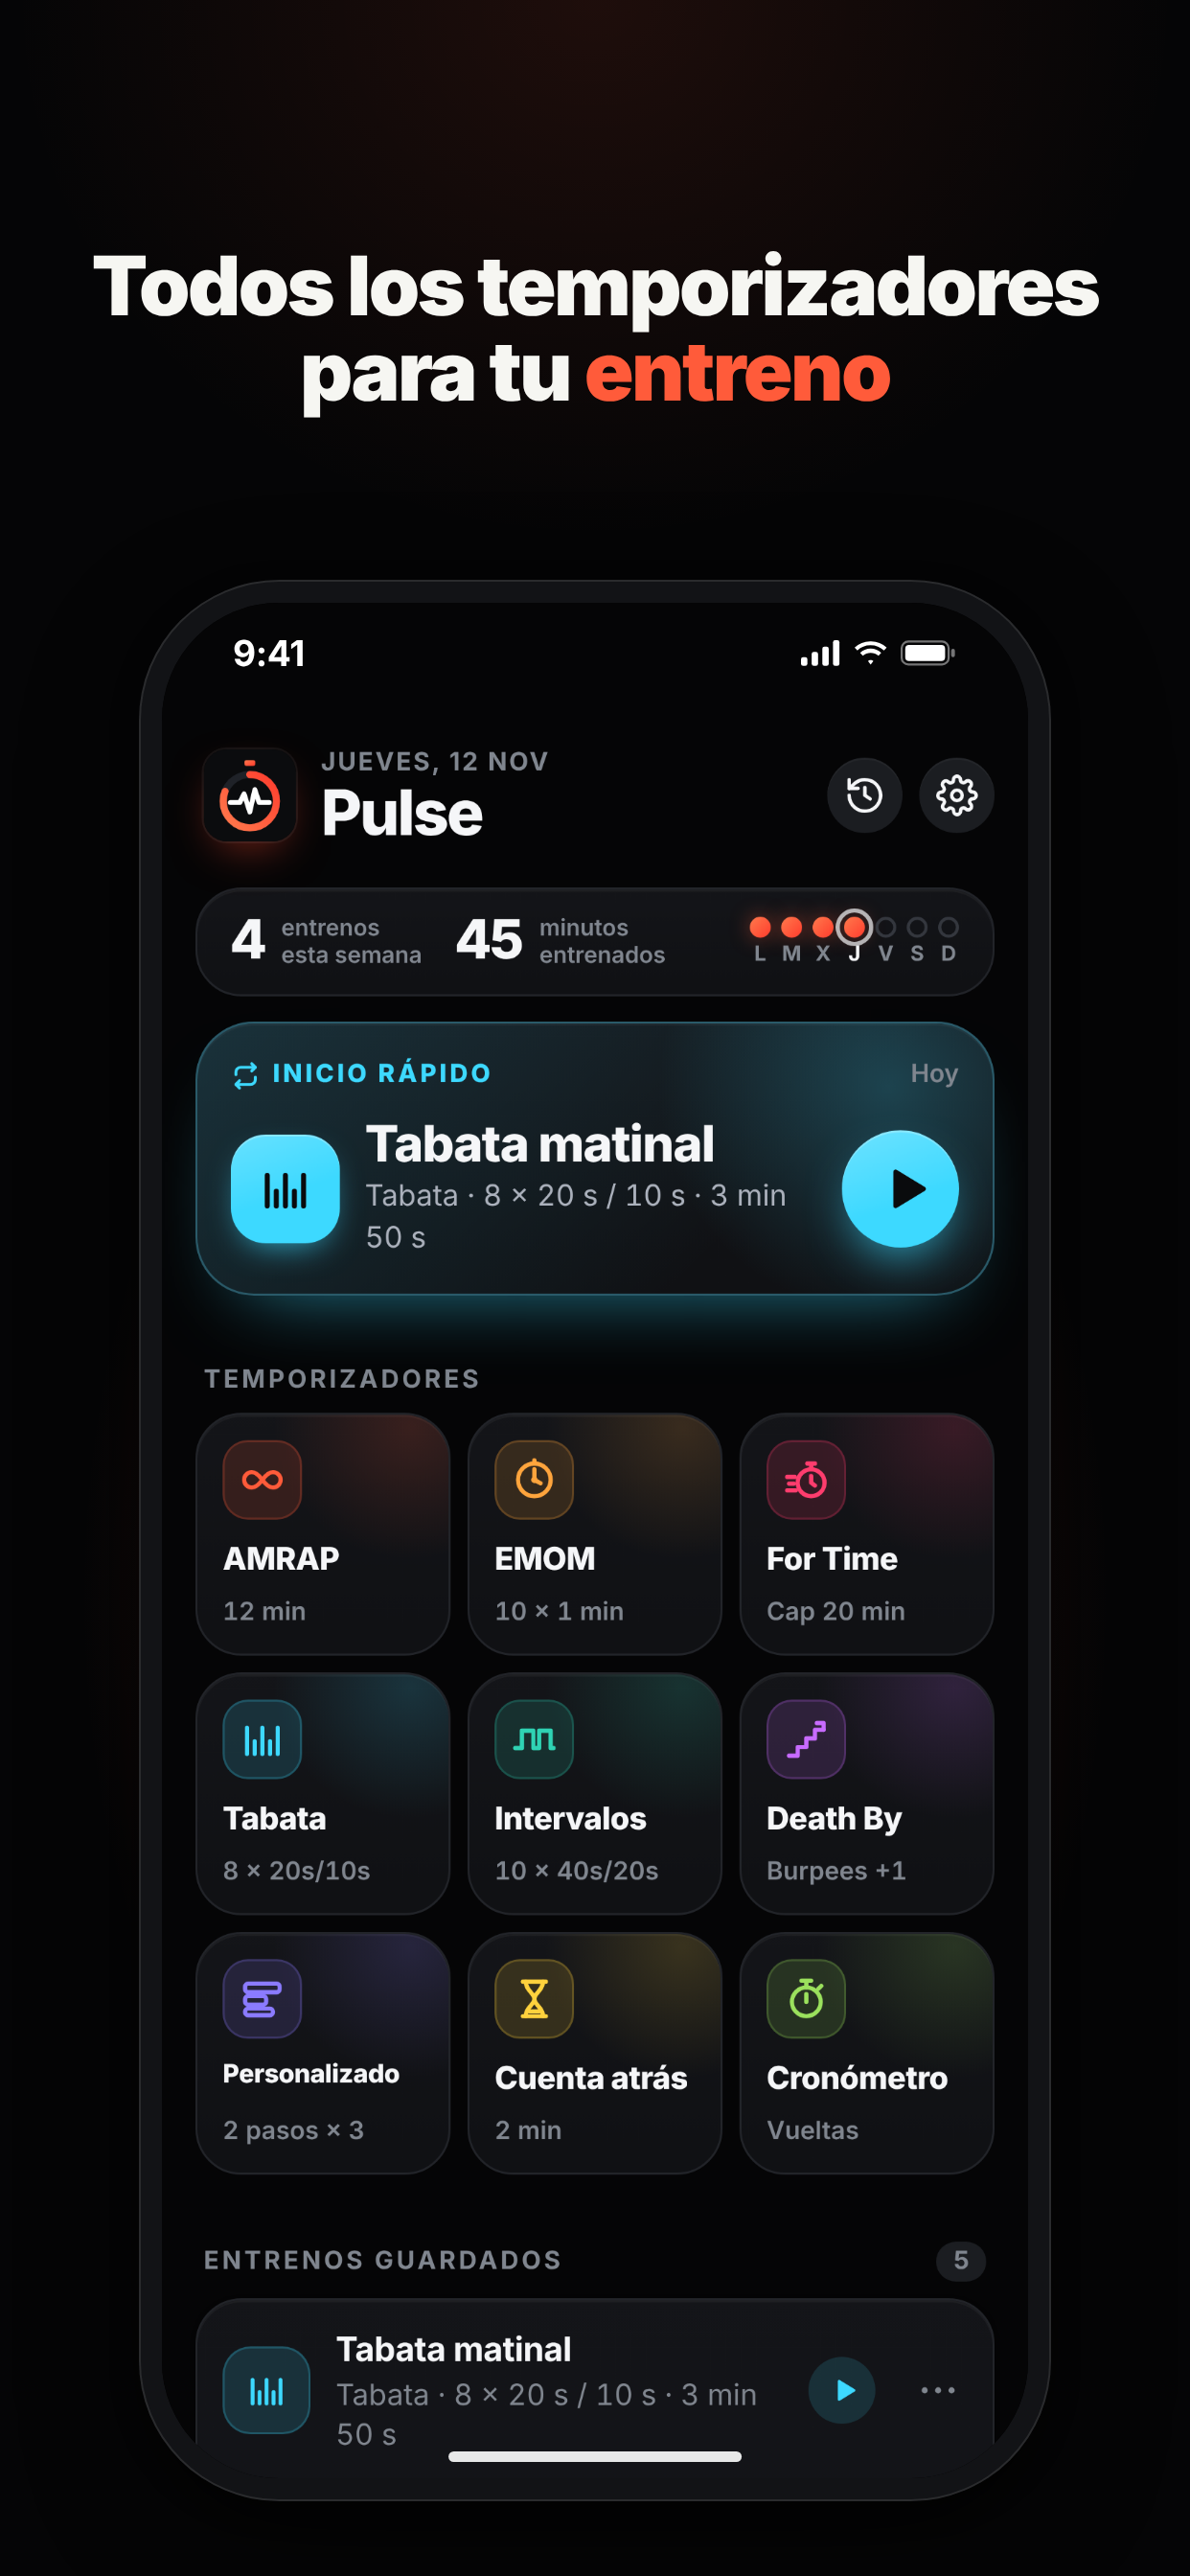 Todos los temporizadores
para tu entreno
9:41
JUEVES, 12 NOV
Pulse
4 entrenos esta semana
45 minutos entrenados
L M X J V S D
INICIO RÁPIDO
Hoy
Tabata matinal
Tabata · 8 × 20 s / 10 s · 3 min
50 s
TEMPORIZADORES
AMRAP
12 min
EMOM
10 × 1 min
For Time
Cap 20 min
Tabata
8 × 20s/10s
Intervalos
10 × 40s/20s
Death By
Burpees +1
Personalizado
2 pasos × 3
Cuenta atrás
2 min
Cronómetro
Vueltas
ENTRENOS GUARDADOS
5
Tabata matinal
Tabata · 8 × 20 s / 10 s · 3 min
50 s